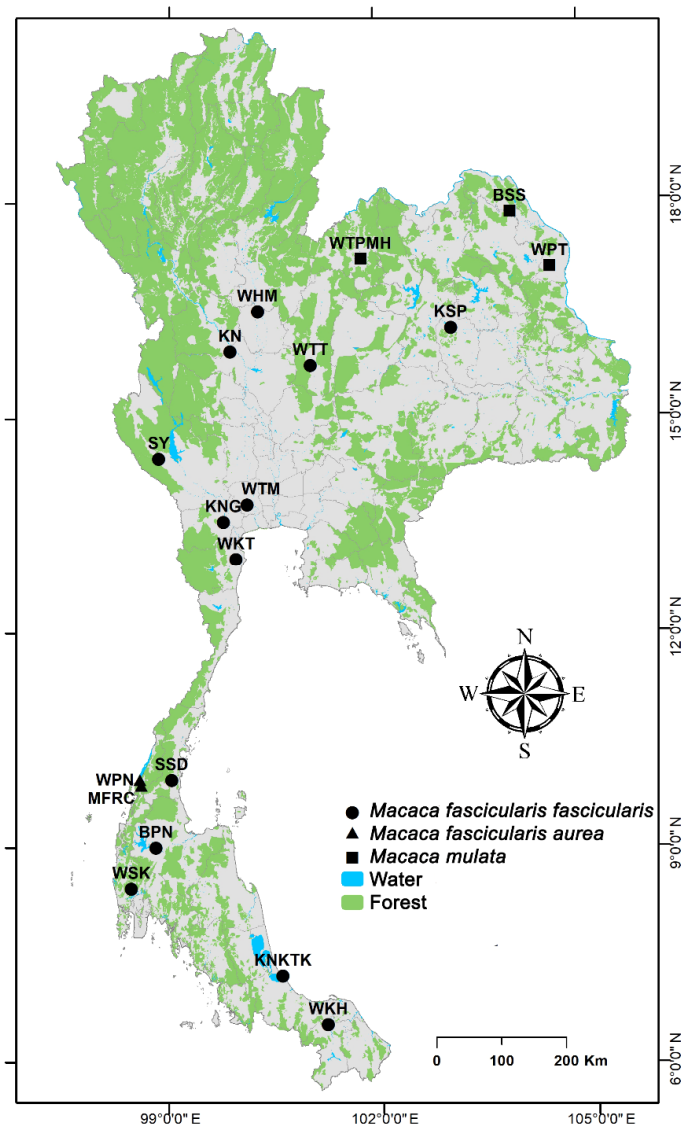 BSS
WTPMH
WPT
WHM
KSP
KN
WTT
SY
WTM
KNG
WKT
N
W E
S
SSD
WPN
MFRC
BPN
WSK
KNKTK
WKH
Macaca fascicularis fascicularis
Macaca fascicularis aurea
Macaca mulata
Water
Forest
0 100 200 Km
18°0'0" N
15°0'0" N
12°0'0" N
9°0'0" N
6°0'0" N
99°0'0" E 102°0'0" E 105°0'0" E